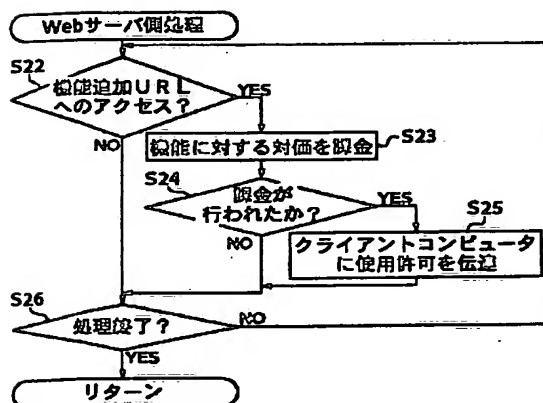 Webサーバ側処理
S22
機能追加URL
へのアクセス?
YES
NO
S23
機能に対する対価を課金
S24
課金が
行われたか?
YES
NO
S25
クライアントコンピュータ
に使用許可を伝達
S26
処理終了?
NO
YES
リターン